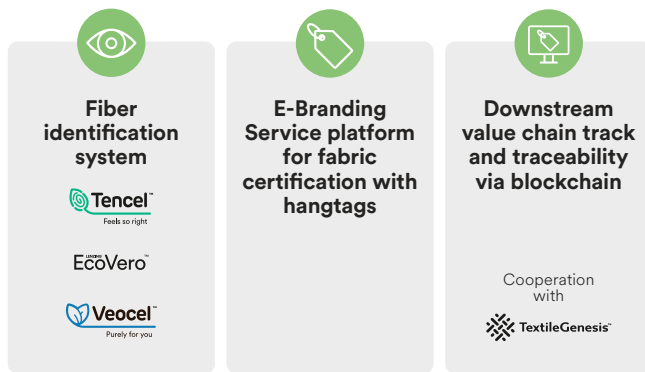 Fiber
identification
system
Tencel™
Feels so right
LENZING
EcoVero™
Veocel™
Purely for you
E-Branding
Service platform
for fabric
certification with
hangtags
Downstream
value chain track
and traceability
via blockchain
Cooperation
with
TextileGenesis™